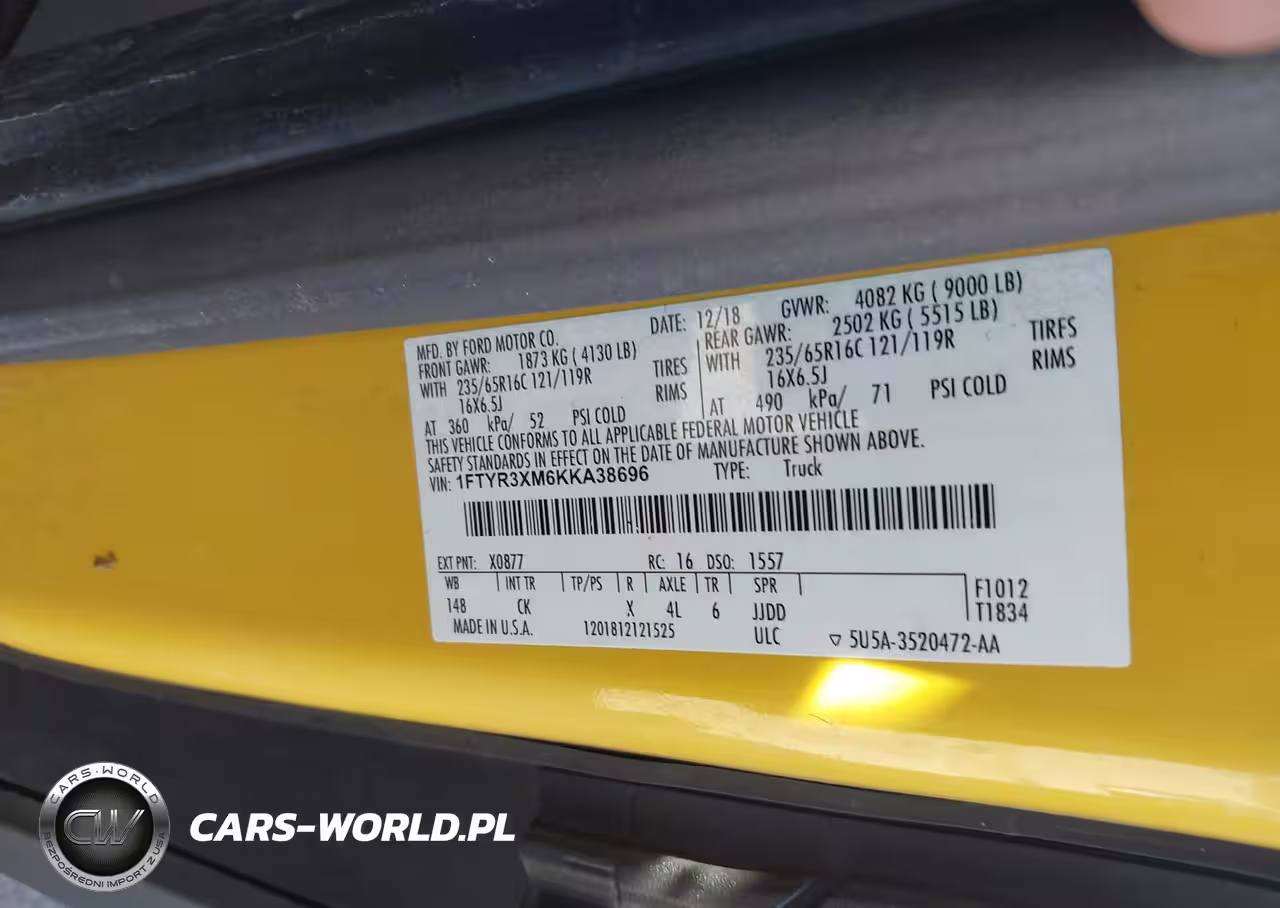 MFD. BY FORD MOTOR CO.
DATE: 12/18
GVWR: 4082 KG ( 9000 LB)
FRONT GAWR: 1873 KG ( 4130 LB)
REAR GAWR: 2502 KG ( 5515 LB)
WITH 235/65R16C 121/119R TIRES
WITH 235/65R16C 121/119R TIRES
16X6.5J RIMS
16X6.5J RIMS
AT 360 kPa/ 52 PSI COLD
AT 490 kPa/ 71 PSI COLD
THIS VEHICLE CONFORMS TO ALL APPLICABLE FEDERAL MOTOR VEHICLE
SAFETY STANDARDS IN EFFECT ON THE DATE OF MANUFACTURE SHOWN ABOVE.
VIN: 1FTYR3XM6KKA38696 TYPE: Truck
EXT PNT: X0877 RC: 16 DSO: 1557
WB INT TR TP/PS R AXLE TR SPR
F1012
148 CK X 4L 6 JJDD
T1834
MADE IN U.S.A. 1201812121525 ULC ▽ 5U5A-3520472-AA
CARS-WORLD
CW
BEZPOŚREDNI IMPORT Z USA
CARS-WORLD.PL